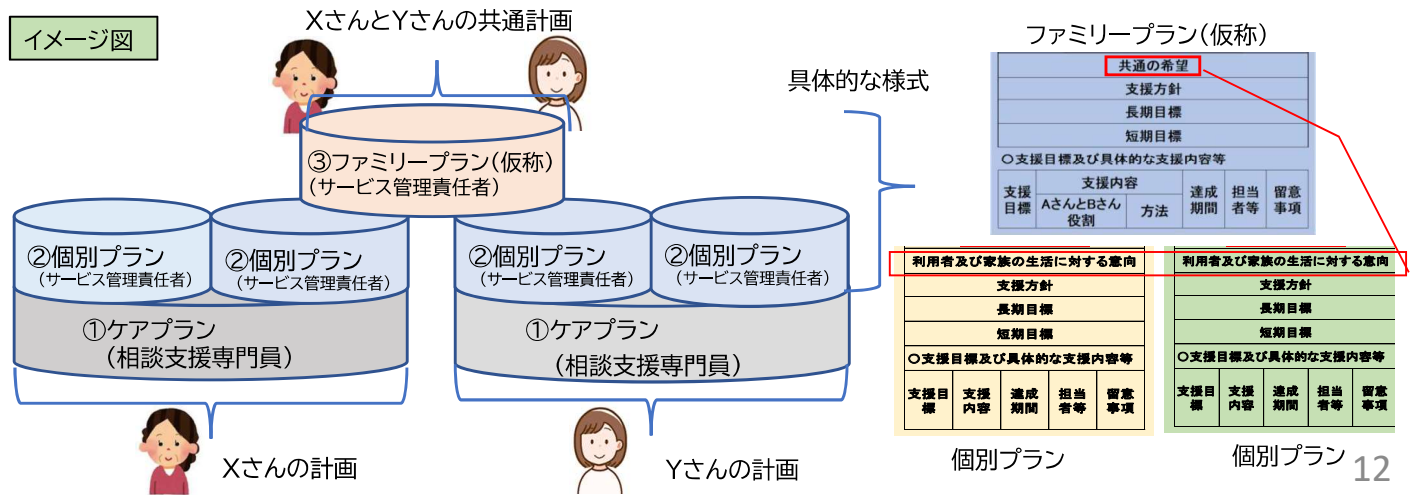 イメージ図
XさんとYさんの共通計画
③ファミリープラン(仮称)
(サービス管理責任者)
②個別プラン
(サービス管理責任者)
②個別プラン
(サービス管理責任者)
①ケアプラン
(相談支援専門員)
Xさんの計画
②個別プラン
(サービス管理責任者)
②個別プラン
(サービス管理責任者)
①ケアプラン
(相談支援専門員)
Yさんの計画
具体的な様式
ファミリープラン(仮称)
共通の希望
支援方針
長期目標
短期目標
〇支援目標及び具体的な支援内容等
支援
目標
支援内容
AさんとBさん
役割
方法
達成
期間
担当
者等
留意
事項
利用者及び家族の生活に対する意向
支援方針
長期目標
短期目標
〇支援目標及び具体的な支援内容等
支援目
標
支援
内容
達成
期間
担当
者等
留意
事項
個別プラン
利用者及び家族の生活に対する意向
支援方針
長期目標
短期目標
〇支援目標及び具体的な支援内容等
支援目
標
支援
内容
達成
期間
担当
者等
留意
事項
個別プラン
12